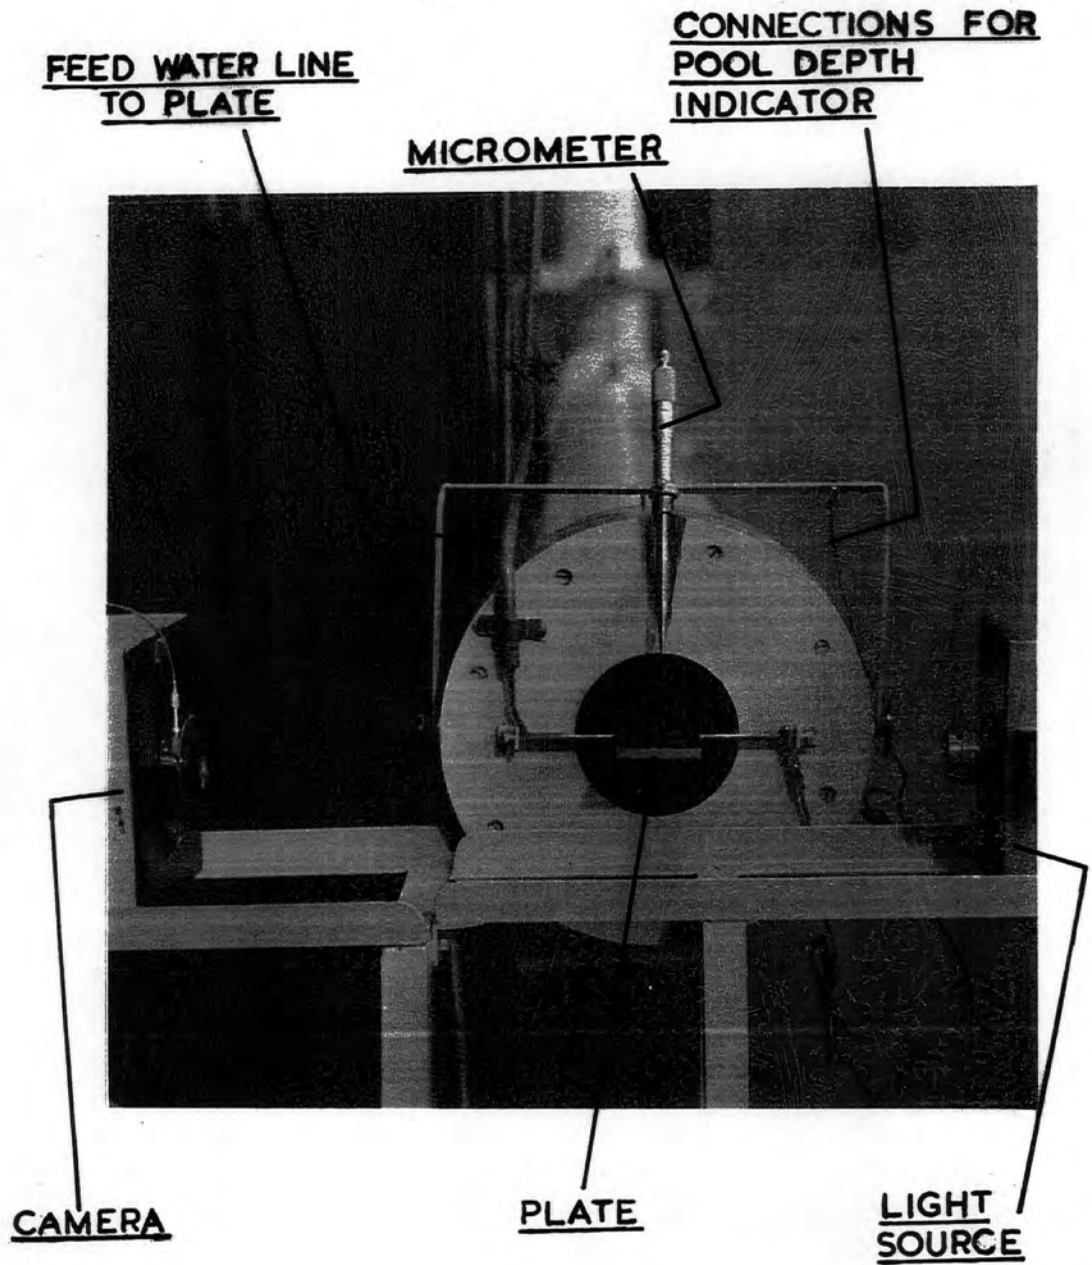 CONNECTIONS FOR
POOL DEPTH
INDICATOR
FEED WATER LINE
TO PLATE
MICROMETER
CAMERA
PLATE
LIGHT
SOURCE